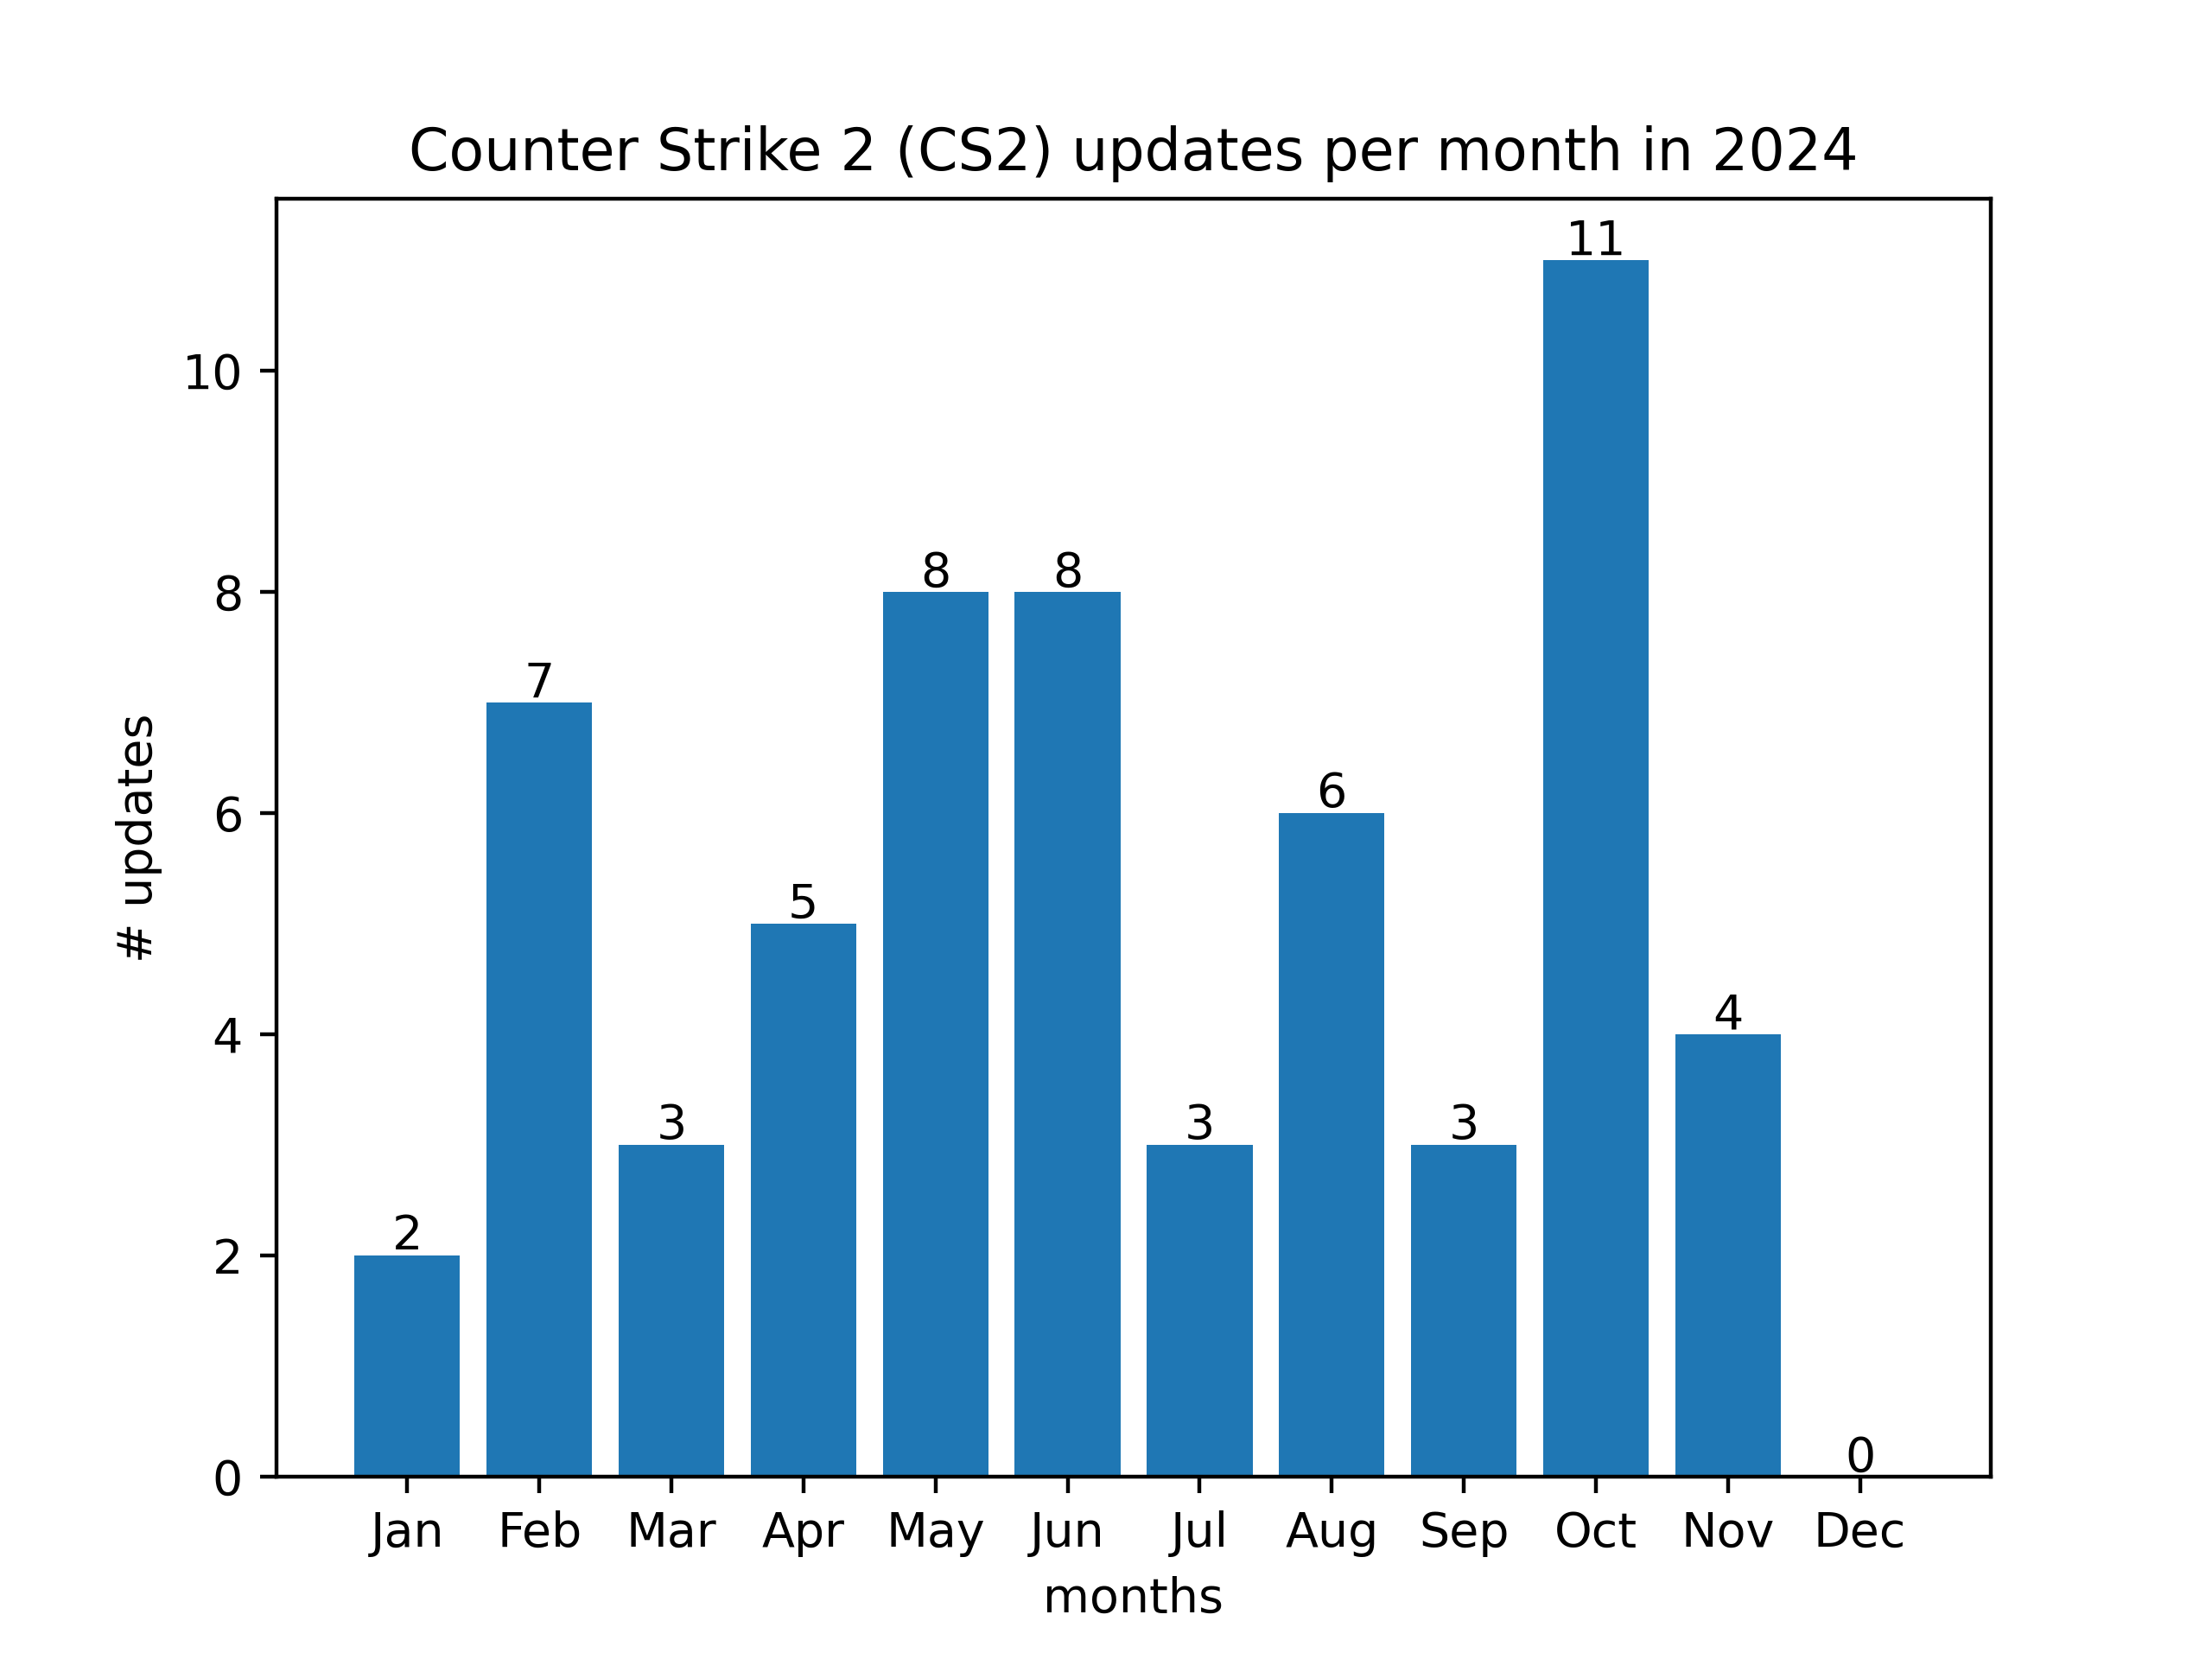 Counter Strike 2 (CS2) updates per month in 2024
11
10
8 8
8
7
# updates
6
6
5
4
4
3 3 3
2
2
0
0
Jan Feb Mar Apr May Jun Jul Aug Sep Oct Nov Dec
months